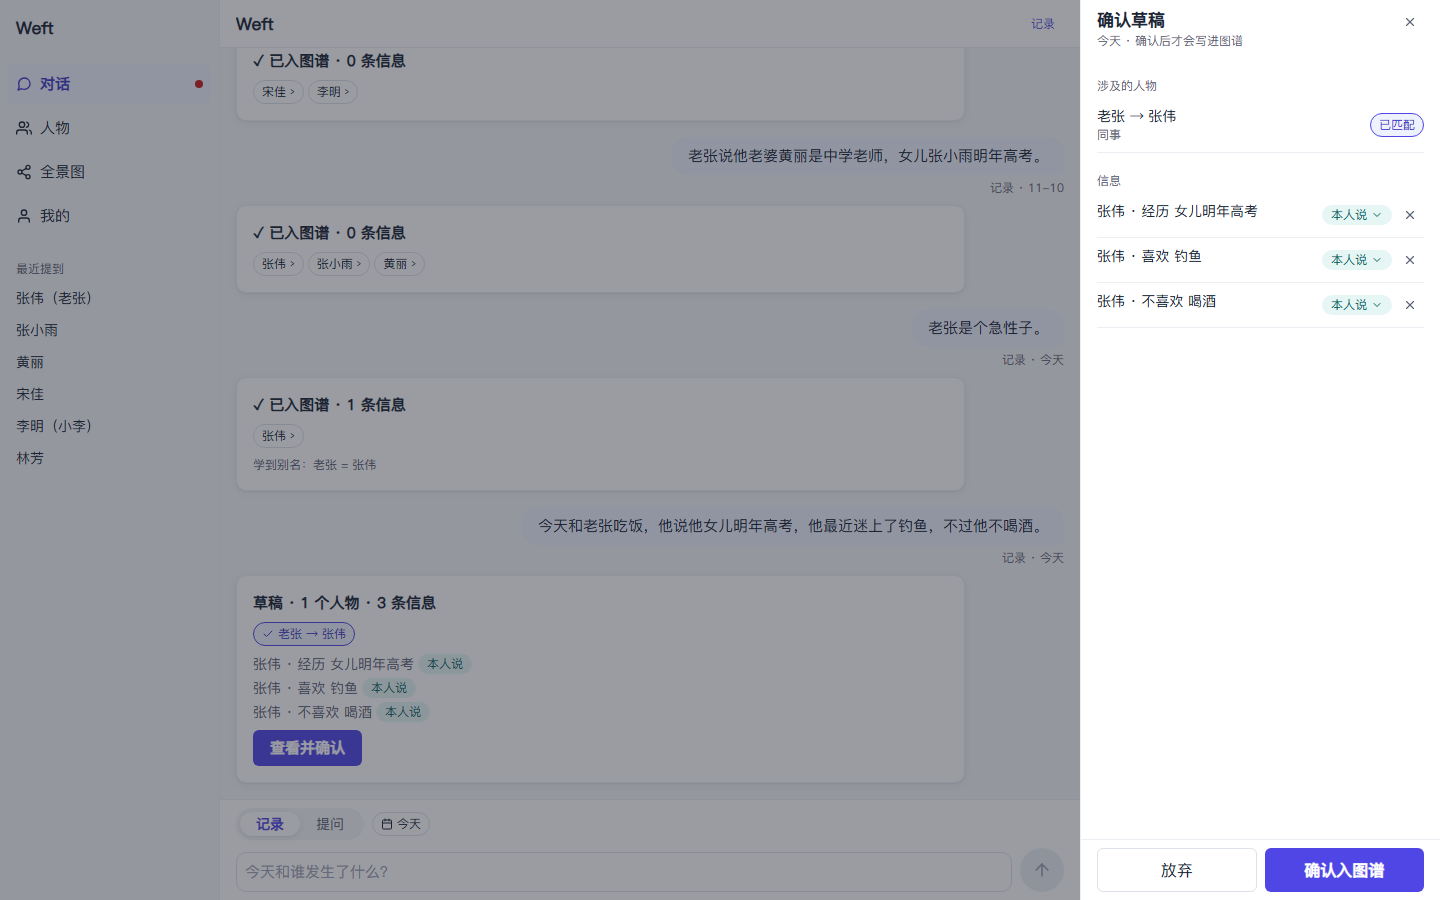 Weft
对话
人物
全景图
我的
最近提到
张伟（老张）
张小雨
黄丽
宋佳
李明（小李）
林芳
Weft
记录
✓ 已入图谱 · 0 条信息
宋佳 ›
李明 ›
老张说他老婆黄丽是中学老师，女儿张小雨明年高考。
记录 · 11-10
✓ 已入图谱 · 0 条信息
张伟 ›
张小雨 ›
黄丽 ›
老张是个急性子。
记录 · 今天
✓ 已入图谱 · 1 条信息
张伟 ›
学到别名：老张 = 张伟
今天和老张吃饭，他说他女儿明年高考，他最近迷上了钓鱼，不过他不喝酒。
记录 · 今天
草稿 · 1 个人物 · 3 条信息
✓ 老张 → 张伟
张伟 · 经历 女儿明年高考 本人说
张伟 · 喜欢 钓鱼 本人说
张伟 · 不喜欢 喝酒 本人说
查看并确认
记录
提问
今天
今天和谁发生了什么？
确认草稿
今天 · 确认后才会写进图谱
涉及的人物
老张 → 张伟
同事
已匹配
信息
张伟 · 经历 女儿明年高考 本人说
张伟 · 喜欢 钓鱼 本人说
张伟 · 不喜欢 喝酒 本人说
放弃
确认入图谱